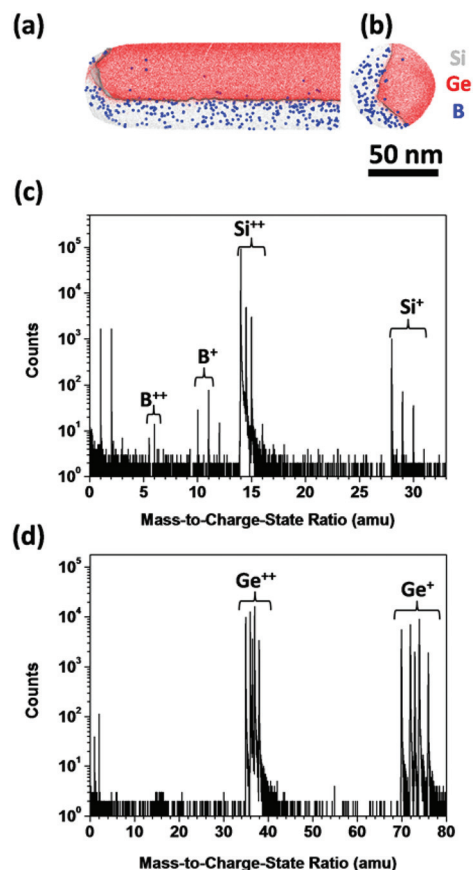 (a)
(b)
Si
Ge
B
50 nm
(c)
Si++
Si+
B+
B++
10^5
10^4
10^3
10^2
10^1
10^0
Counts
0 5 10 15 20 25 30
Mass-to-Charge-State Ratio (amu)
(d)
Ge++
Ge+
10^5
10^4
10^3
10^2
10^1
10^0
Counts
0 10 20 30 40 50 60 70 80
Mass-to-Charge-State Ratio (amu)